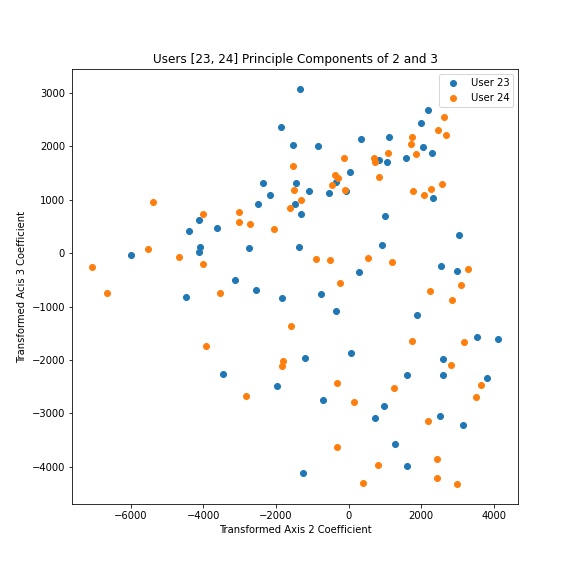 Users [23, 24] Principle Components of 2 and 3
User 23
User 24
3000
2000
1000
0
−1000
−2000
−3000
−4000
Transformed Acis 3 Coefficient
−6000 −4000 −2000 0 2000 4000
Transformed Axis 2 Coefficient